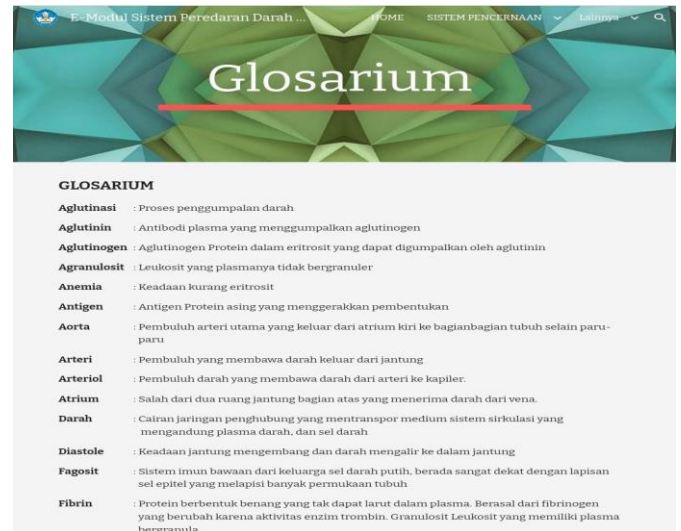 E-Modul Sistem Peredaran Darah ...
HOME
SISTEM PENCERNAAN
Lainnya
Glosarium
GLOSARIUM
Aglutinasi : Proses penggumpalan darah
Aglutinin : Antibodi plasma yang menggumpalkan aglutinogen
Aglutinogen : Aglutinogen Protein dalam eritrosit yang dapat digumpalkan oleh aglutinin
Agranulosit : Leukosit yang plasmanya tidak bergranuler
Anemia : Keadaan kurang eritrosit
Antigen : Antigen Protein asing yang menggerakkan pembentukan
Aorta : Pembuluh arteri utama yang keluar dari atrium kiri ke bagianbagian tubuh selain paru-
paru
Arteri : Pembuluh yang membawa darah keluar dari jantung
Arteriol : Pembuluh darah yang membawa darah dari arteri ke kapiler.
Atrium : Salah dari dua ruang jantung bagian atas yang menerima darah dari vena.
Darah : Cairan jaringan penghubung yang mentranspor medium sistem sirkulasi yang
mengandung plasma darah, dan sel darah
Diastole : Keadaan jantung mengembang dan darah mengalir ke dalam jantung
Fagosit : Sistem imun bawaan dari keluarga sel darah putih, berada sangat dekat dengan lapisan
sel epitel yang melapisi banyak permukaan tubuh
Fibrin : Protein berbentuk benang yang tak dapat larut dalam plasma. Berasal dari fibrinogen
yang berubah karena aktivitas enzim trombin. Granulosit Leukosit yang memiliki plasma
bergranula